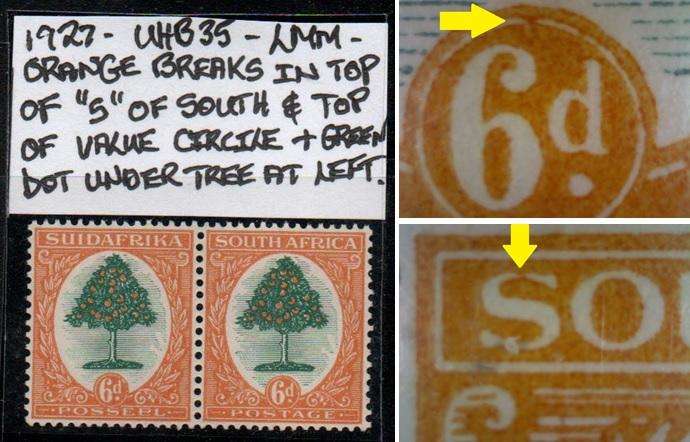 1927 - UHB35 - LMM -
ORANGE BREAKS IN TOP
OF "S" OF SOUTH & TOP
OF VALUE CIRCLE + GREEN
DOT UNDER TREE AT LEFT.
SUIDAFRIKA SOUTH AFRICA
6d 6d
POSSEËL POSTAGE
6d
SOU